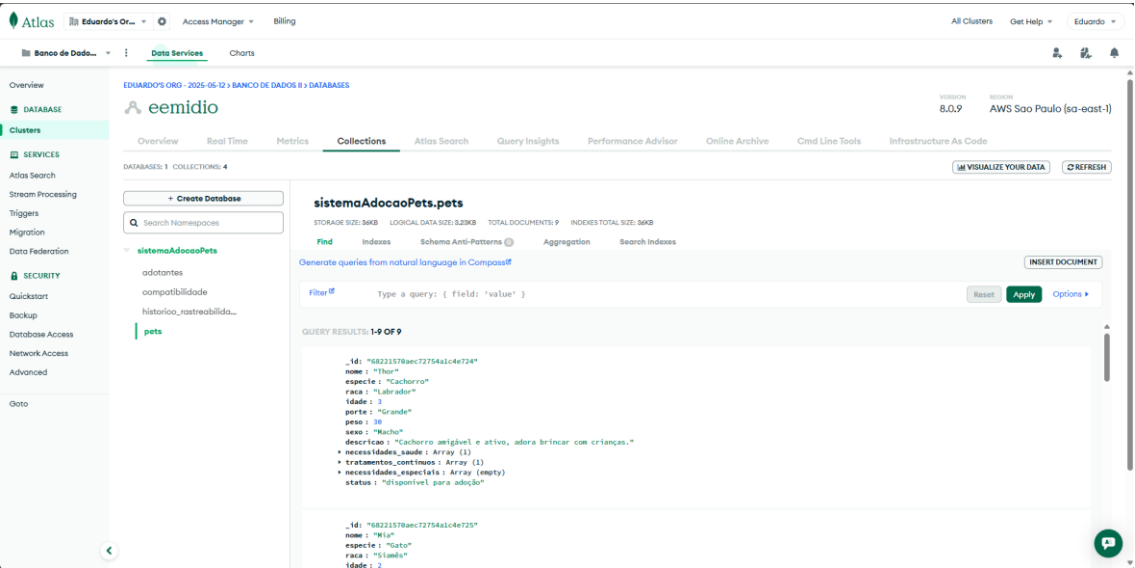 Atlas
Eduardo's Or...
Access Manager
Billing
All Clusters
Get Help
Eduardo
Banco de Dado...
Data Services
Charts
Overview
DATABASE
Clusters
SERVICES
Atlas Search
Stream Processing
Triggers
Migration
Data Federation
SECURITY
Quickstart
Backup
Database Access
Network Access
Advanced
Goto
EDUARDO'S ORG - 2025-05-12 > BANCO DE DADOS II > DATABASES
eemidio
VERSION
8.0.9
REGION
AWS Sao Paulo (sa-east-1)
Overview
Real Time
Metrics
Collections
Atlas Search
Query Insights
Performance Advisor
Online Archive
Cmd Line Tools
Infrastructure As Code
DATABASES: 1 COLLECTIONS: 4
VISUALIZE YOUR DATA
REFRESH
+ Create Database
Search Namespaces
sistemaAdocaoPets
adotantes
compatibilidade
historico_rastreabilida...
pets
sistemaAdocaoPets.pets
STORAGE SIZE: 36KB LOGICAL DATA SIZE: 3.23KB TOTAL DOCUMENTS: 9 INDEXES TOTAL SIZE: 36KB
Find
Indexes
Schema Anti-Patterns 0
Aggregation
Search Indexes
Generate queries from natural language in Compass
INSERT DOCUMENT
Filter
Type a query: { field: 'value' }
Reset
Apply
Options
QUERY RESULTS: 1-9 OF 9
_id: "68221570aec72754a1c4e724"
nome : "Thor"
especie : "Cachorro"
raca : "Labrador"
idade : 3
porte : "Grande"
peso : 30
sexo : "Macho"
descricao : "Cachorro amigável e ativo, adora brincar com crianças."
necessidades_saude : Array (1)
tratamentos_continuos : Array (1)
necessidades_especiais : Array (empty)
status : "disponível para adoção"
_id: "68221570aec72754a1c4e725"
nome : "Mia"
especie : "Gato"
raca : "Siamês"
idade : 2